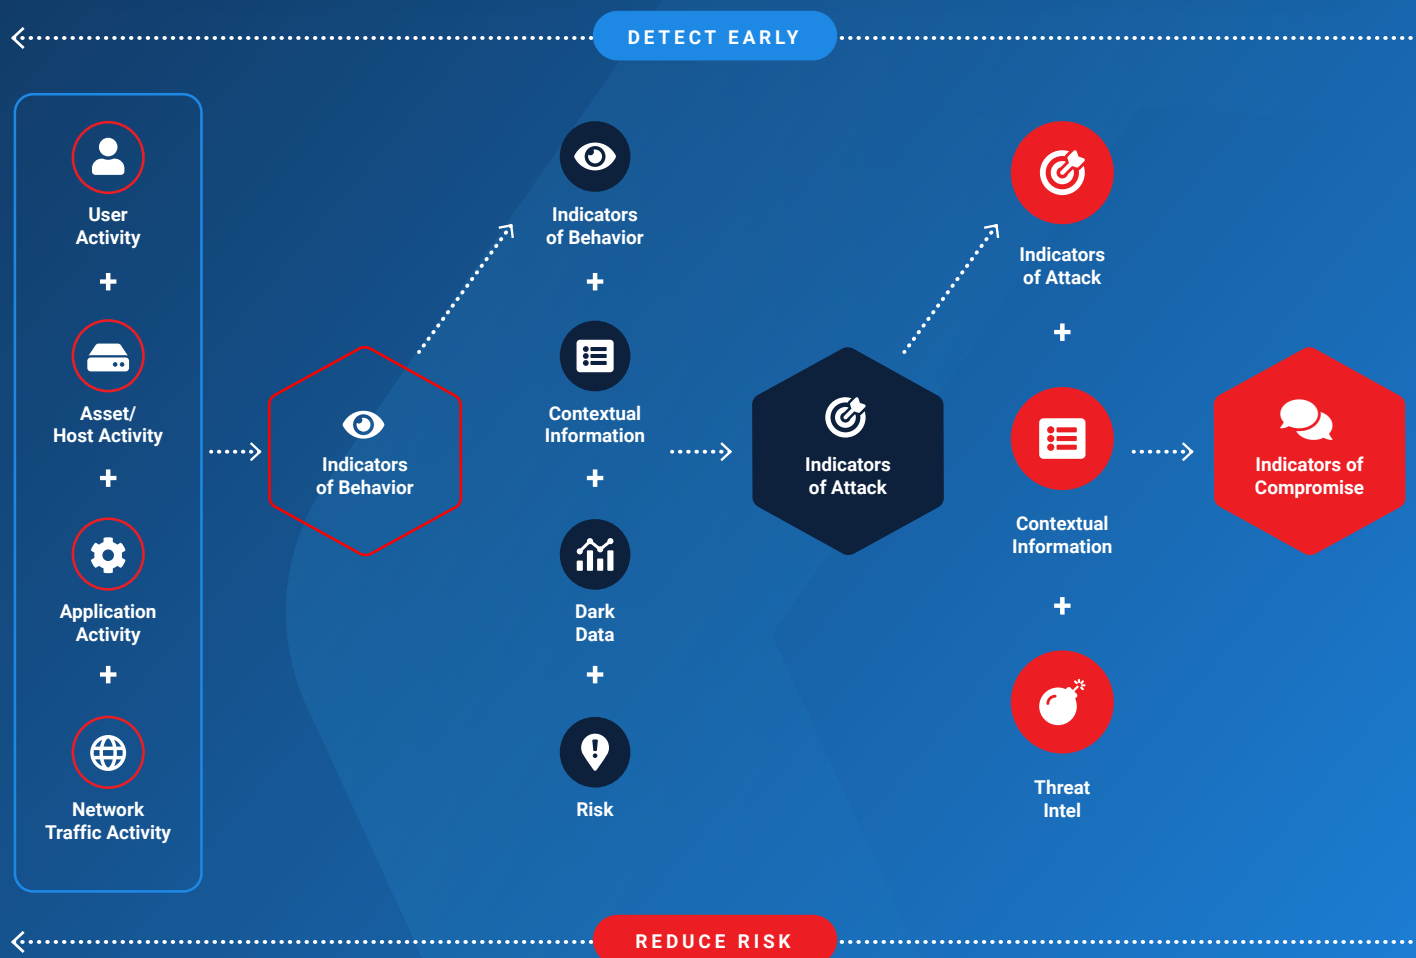 DETECT EARLY
User
Activity
+
Asset/
Host Activity
+
Application
Activity
+
Network
Traffic Activity
Indicators
of Behavior
Indicators
of Behavior
+
Contextual
Information
+
Dark
Data
+
Risk
Indicators
of Attack
Indicators
of Attack
+
Contextual
Information
+
Threat
Intel
Indicators of
Compromise
REDUCE RISK